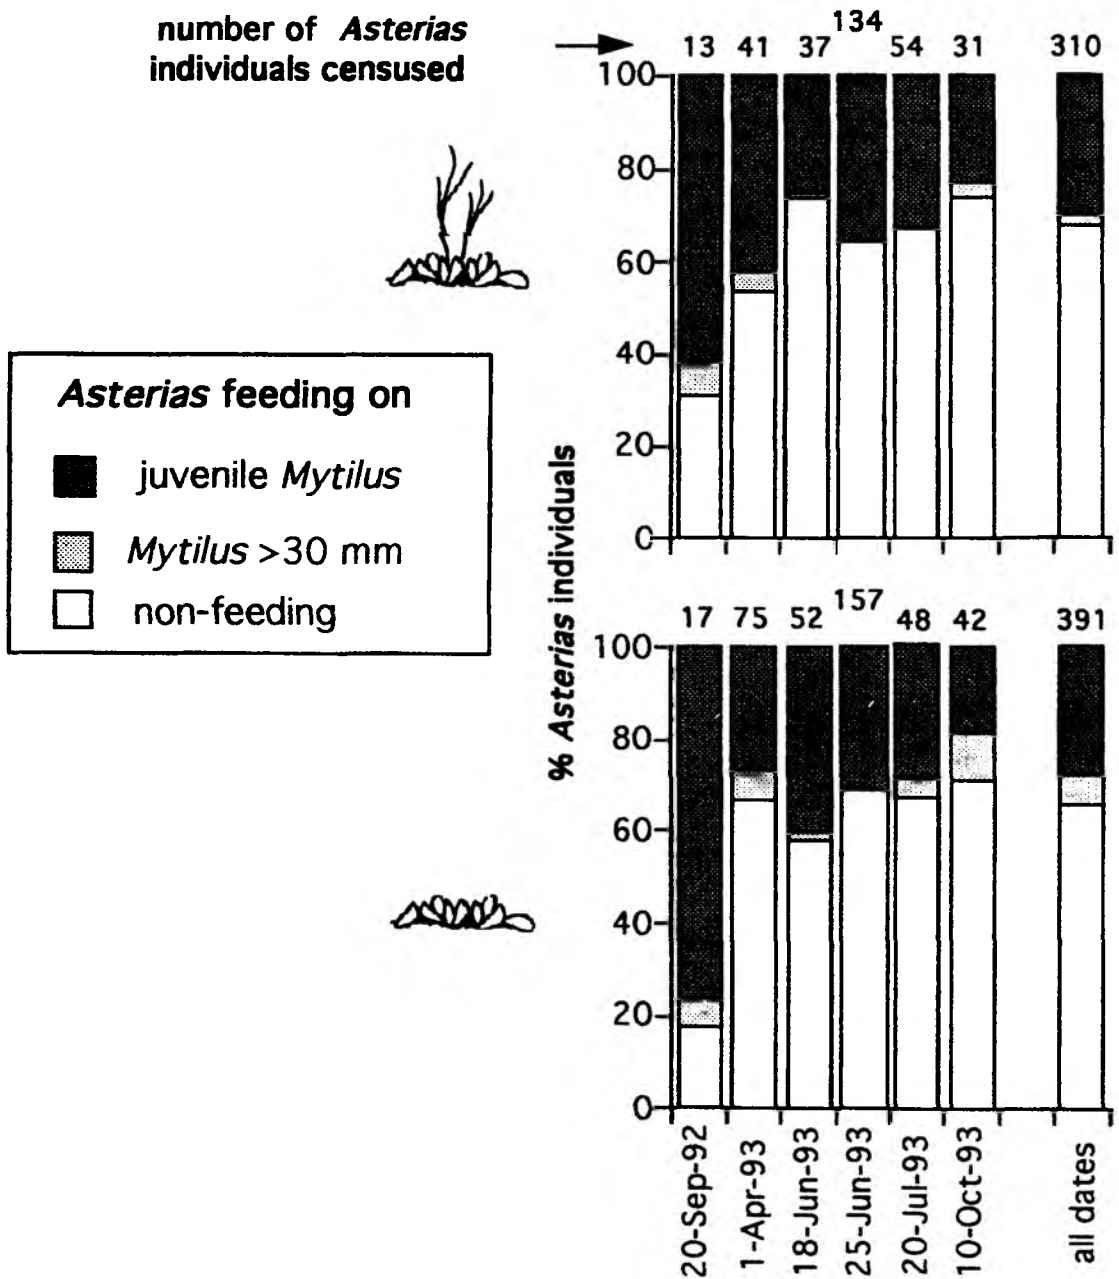 number of Asterias
individuals censused
134
13 41 37 54 31 310
100
80
60
40
20
0
Asterias feeding on
juvenile Mytilus
Mytilus >30 mm
non-feeding
% Asterias individuals
157
17 75 52 48 42 391
100
80
60
40
20
0
20-Sep-92
1-Apr-93
18-Jun-93
25-Jun-93
20-Jul-93
10-Oct-93
all dates